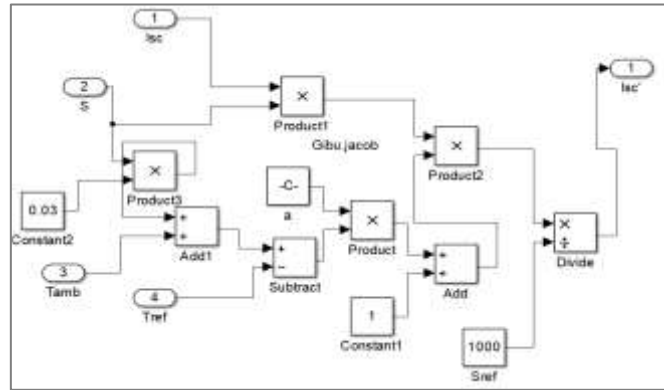 1
Isc
2
S
×
Product1
Gibu.jacob
1
Isc'
×
Product3
0.03
Constant2
-C-
a
×
Product
×
Product2
+
+
Add1
3
Tamb
+
−
Subtract
4
Tref
1
Constant1
+
+
Add
×
÷
Divide
1000
Sref